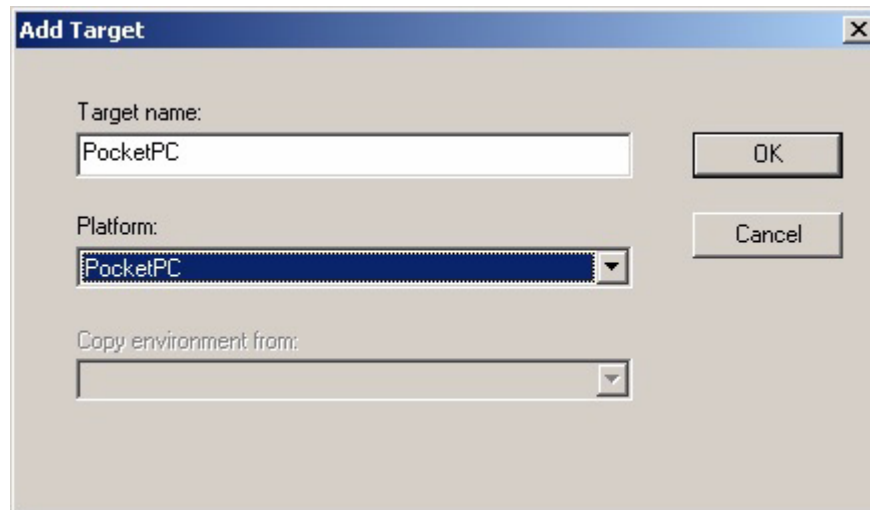 Add Target
Target name:
PocketPC
OK
Platform:
Cancel
PocketPC
Copy environment from: